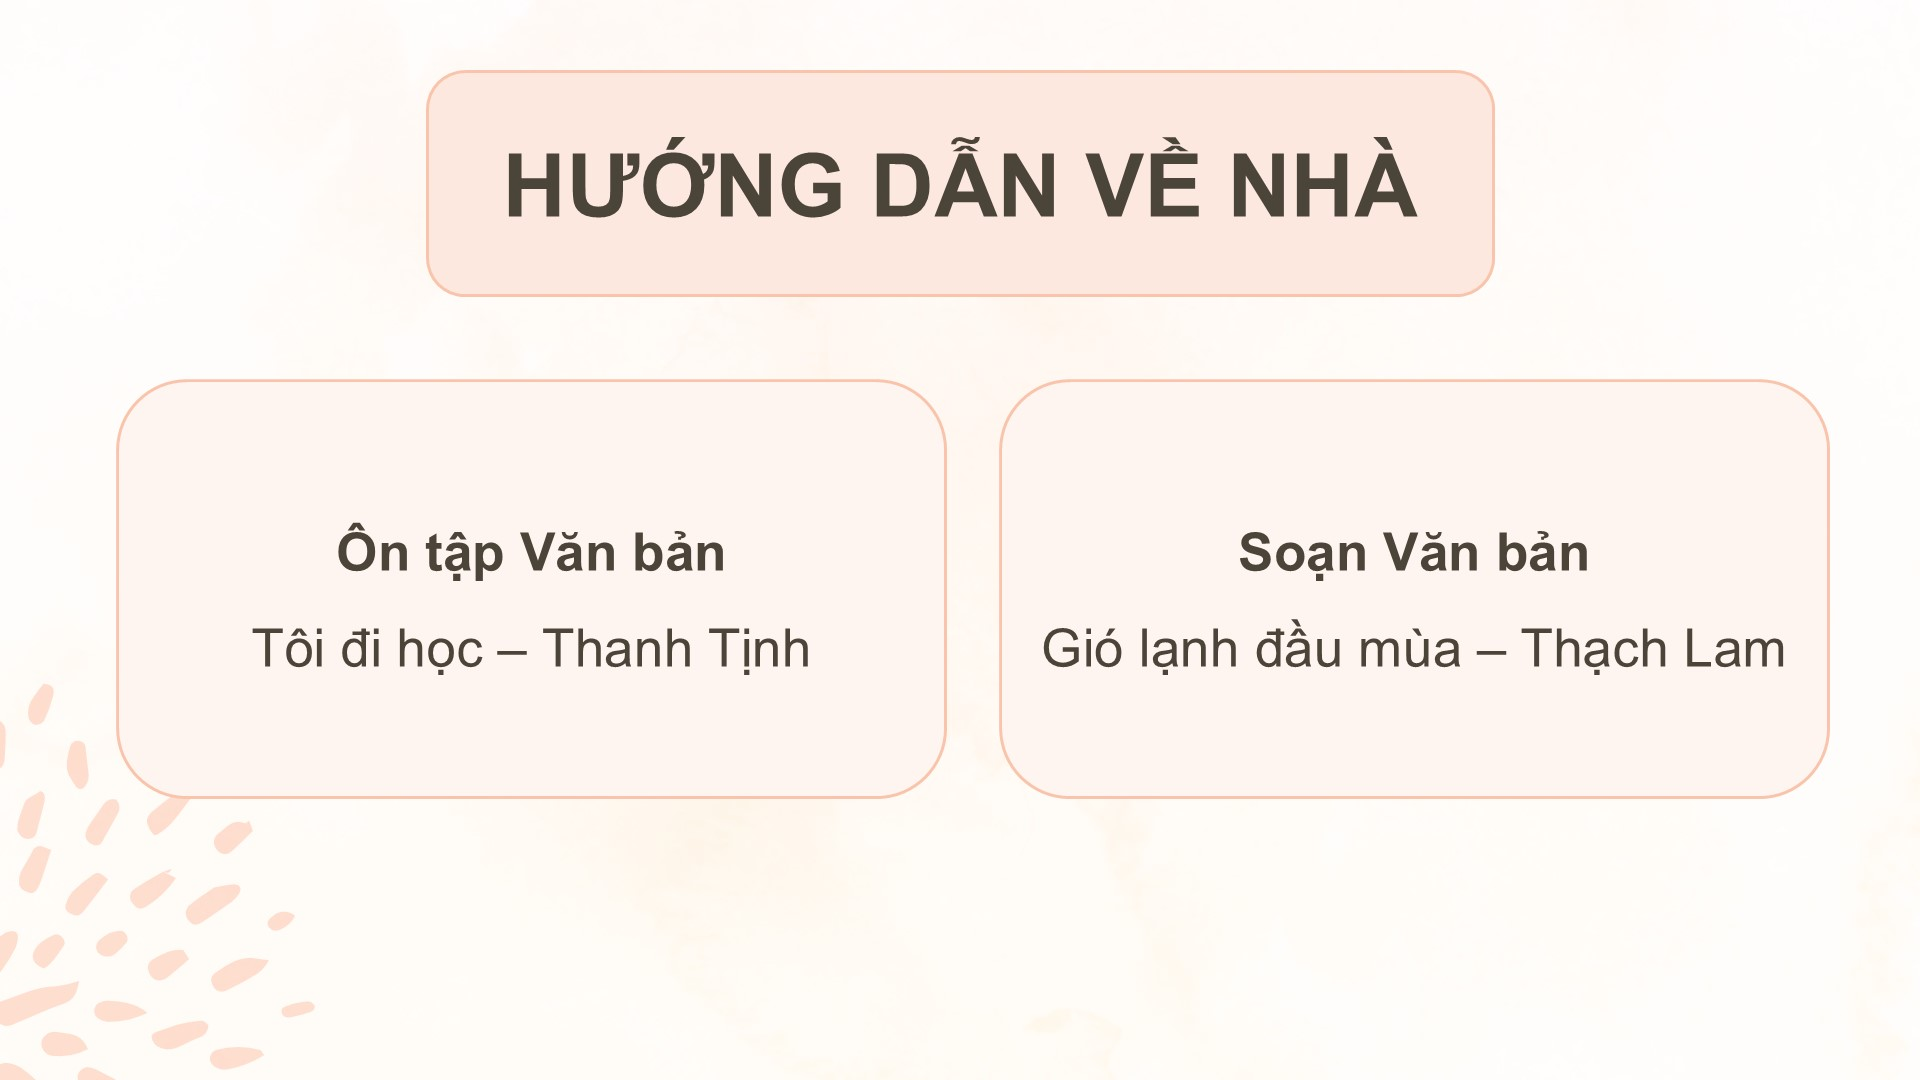 HƯỚNG DẪN VỀ NHÀ
Ôn tập Văn bản
Tôi đi học – Thanh Tịnh
Soạn Văn bản
Gió lạnh đầu mùa – Thạch Lam